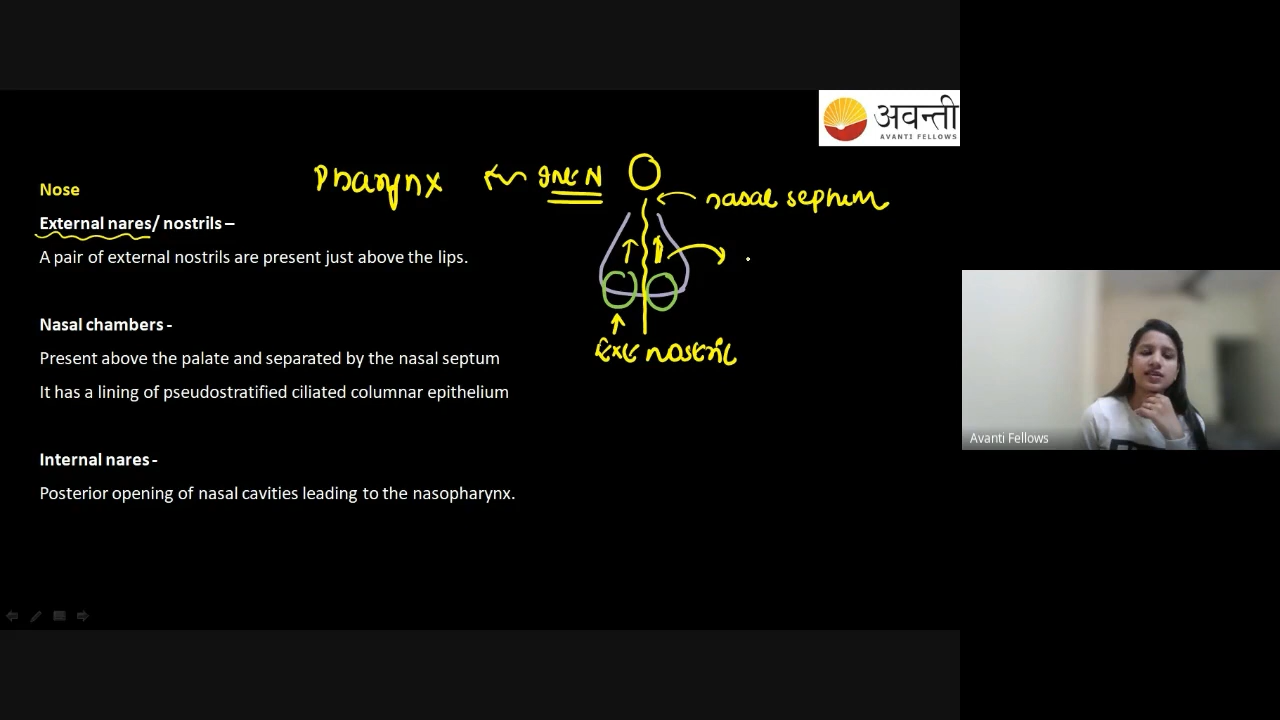 अवन्ती
AVANTI FELLOWS
Pharynx
Int N
nasal septum
Nose
External nares/ nostrils –
A pair of external nostrils are present just above the lips.
Ext nostril
Nasal chambers -
Present above the palate and separated by the nasal septum
It has a lining of pseudostratified ciliated columnar epithelium
Internal nares -
Posterior opening of nasal cavities leading to the nasopharynx.
Avanti Fellows